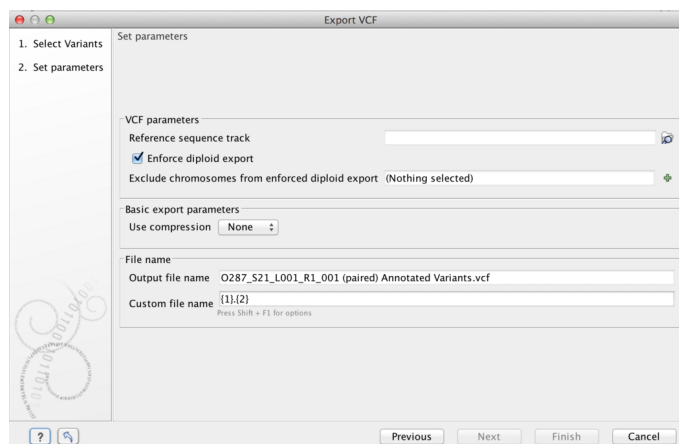 Export VCF
1. Select Variants
2. Set parameters
Set parameters
VCF parameters
Reference sequence track
Enforce diploid export
Exclude chromosomes from enforced diploid export (Nothing selected)
Basic export parameters
Use compression None
File name
Output file name O287_S21_L001_R1_001 (paired) Annotated Variants.vcf
Custom file name {1}.{2}
Press Shift + F1 for options
? Previous Next Finish Cancel